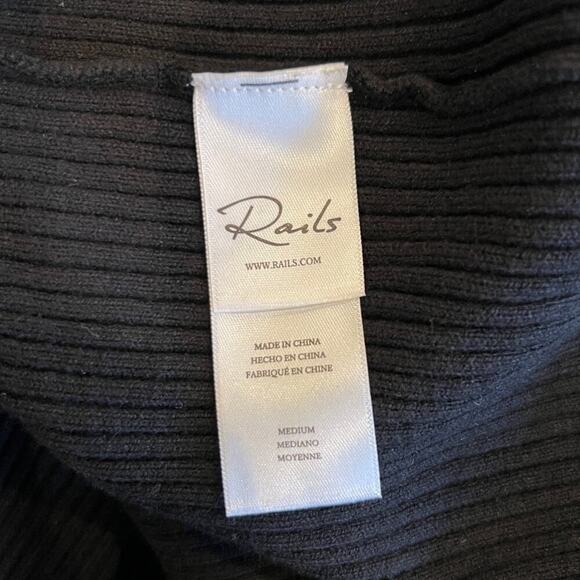 Rails
WWW.RAILS.COM
MADE IN CHINA
HECHO EN CHINA
FABRIQUÉ EN CHINE
MEDIUM
MEDIANO
MOYENNE